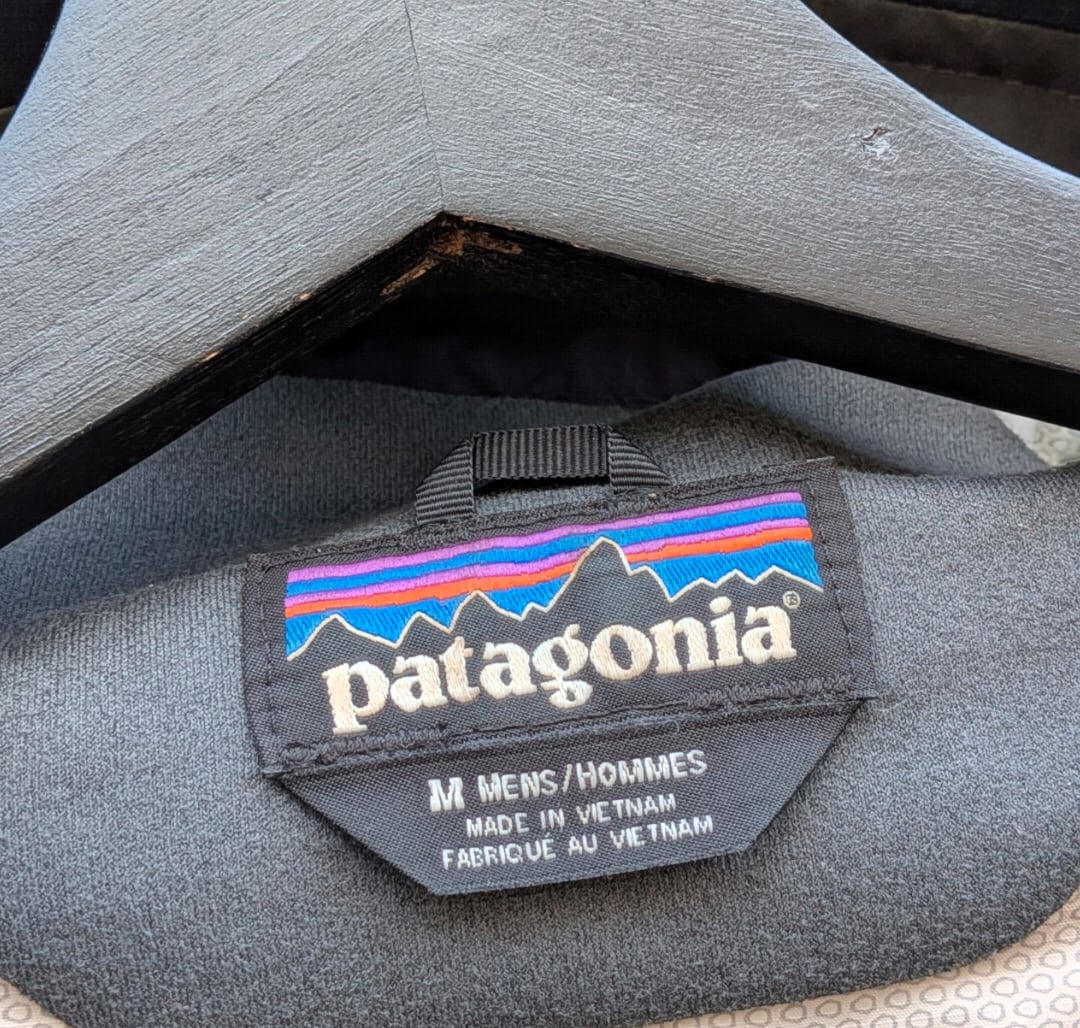 patagonia®
M MENS/HOMMES
MADE IN VIETNAM
FABRIQUÉ AU VIETNAM